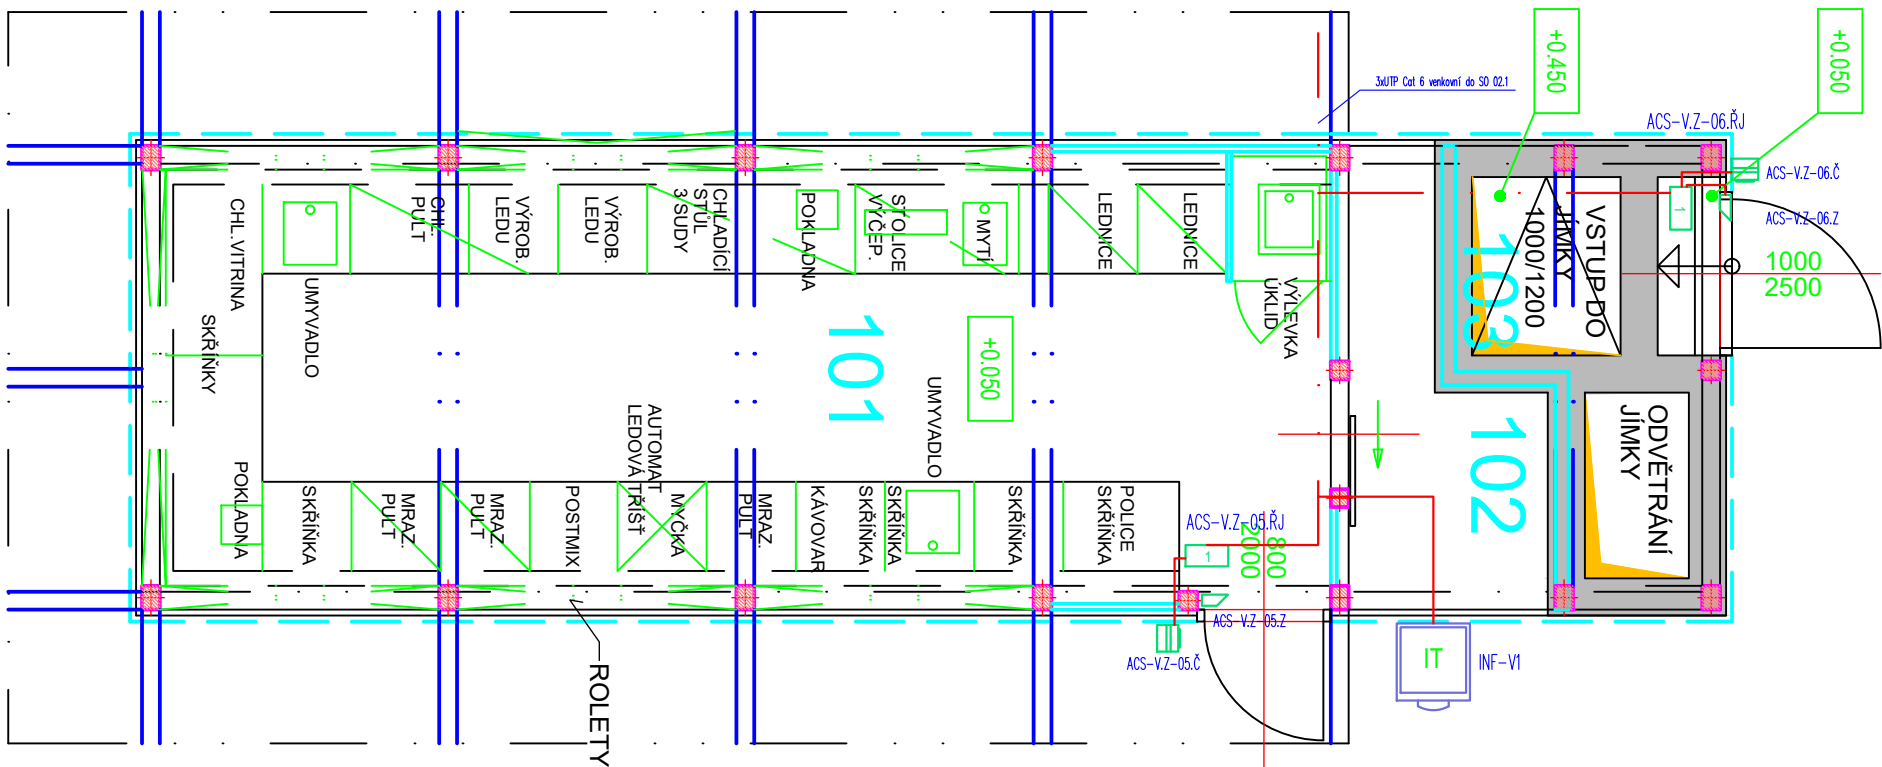 +0.450
+0.050
3xUTP Cat 6 venkovní do SO 02.1
ACS-V.Z-06.ŘJ
ACS-V.Z-06.Č
ACS-V.Z-06.Z
1
1000
2500
VSTUP DO
JÍMKY
1000/1200
103
102
ODVĚTRÁNÍ
JÍMKY
CHL.VITRINA
SKŘÍŇKY
UMYVADLO
CHL.
PULT
VÝROB.
LEDU
VÝROB.
LEDU
CHLADÍCÍ
STŮL
3 SUDY
POKLADNA
STOLICE
VÝČEP.
MYTÍ
LEDNICE
LEDNICE
VÝLEVKA
ÚKLID
101
+0.050
UMYVADLO
POKLADNA
SKŘÍŇKA
MRAZ.
PULT
MRAZ.
PULT
POSTMIX
AUTOMAT
LEDOVÁ TŘÍŠŤ
MYČKA
MRAZ.
PULT
KÁVOVAR
SKŘÍŇKA
SKŘÍŇKA
SKŘÍŇKA
POLICE
SKŘÍŇKA
ACS-V.Z-05.ŘJ
1
800
2000
ACS-V.Z-05.Z
ACS-V.Z-05.Č
IT
INF-V1
ROLETY